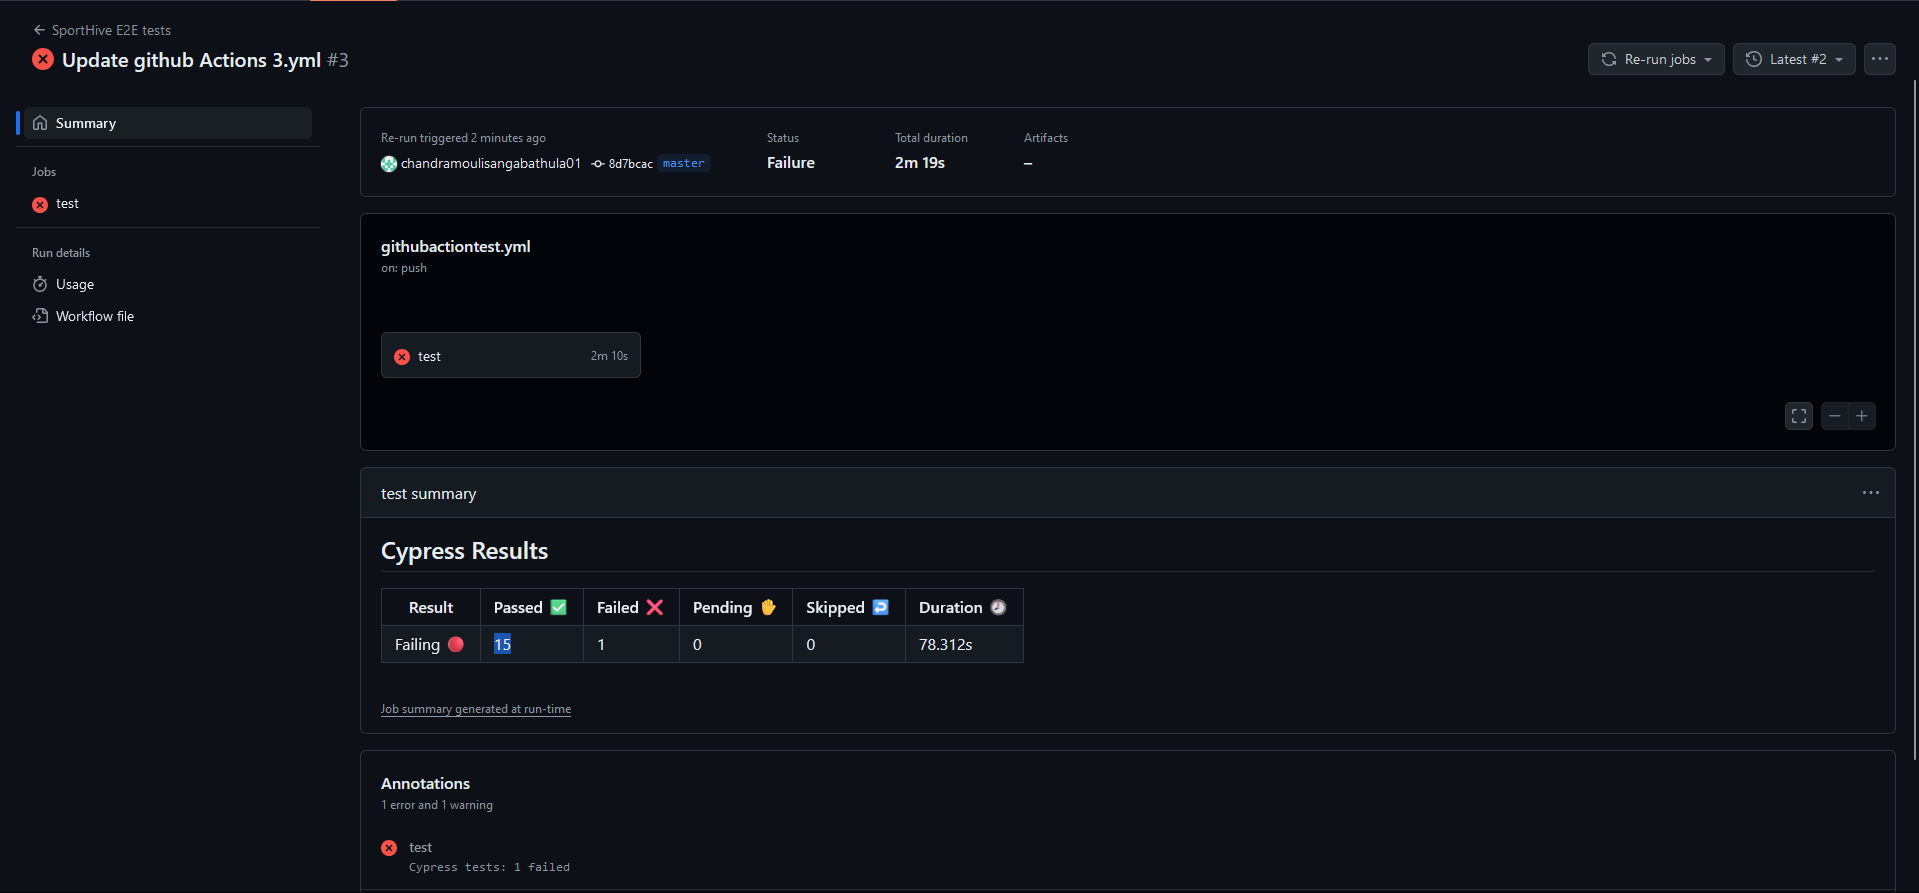 SportHive E2E tests
Update github Actions 3.yml #3
Re-run jobs
Latest #2
Summary
Jobs
test
Run details
Usage
Workflow file
Re-run triggered 2 minutes ago
chandramoulisangabathula01 8d7bcac master
Status
Failure
Total duration
2m 19s
Artifacts
–
githubactiontest.yml
on: push
test 2m 10s
test summary
Cypress Results
Result Passed ✅ Failed ❌ Pending ✋ Skipped ↩️ Duration 🕗
Failing 🔴 15 1 0 0 78.312s
Job summary generated at run-time
Annotations
1 error and 1 warning
test
Cypress tests: 1 failed